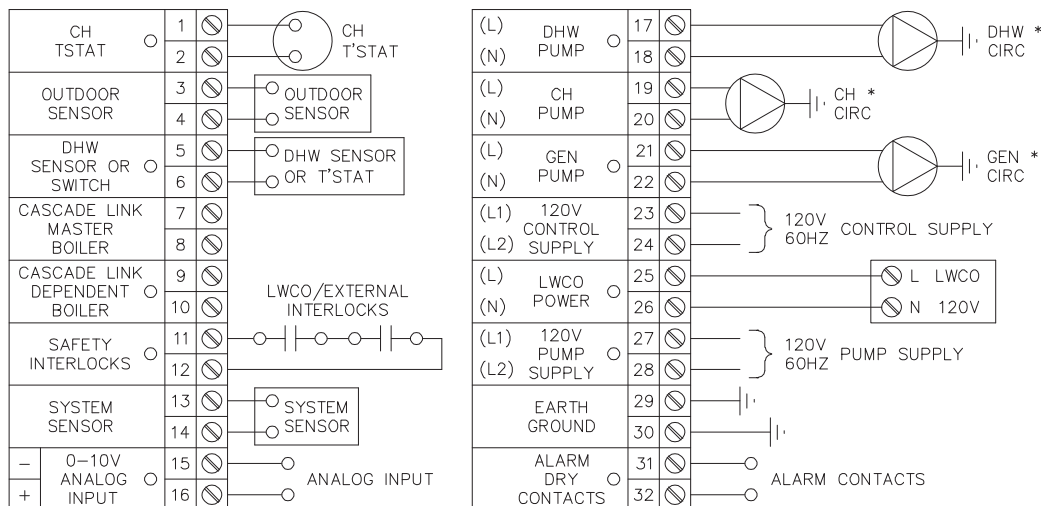 CH
TSTAT
1
2
CH
T'STAT
OUTDOOR
SENSOR
3
4
OUTDOOR
SENSOR
DHW
SENSOR OR
SWITCH
5
6
DHW SENSOR
OR T'STAT
CASCADE LINK
MASTER
BOILER
7
8
CASCADE LINK
DEPENDENT
BOILER
9
10
LWCO/EXTERNAL
INTERLOCKS
SAFETY
INTERLOCKS
11
12
SYSTEM
SENSOR
13
14
SYSTEM
SENSOR
−
+
0−10V
ANALOG
INPUT
15
16
ANALOG INPUT
(L)
(N)
DHW
PUMP
17
18
DHW *
CIRC
(L)
(N)
CH
PUMP
19
20
CH *
CIRC
(L)
(N)
GEN
PUMP
21
22
GEN *
CIRC
(L1)
(L2)
120V
CONTROL
SUPPLY
23
24
120V
60HZ
CONTROL SUPPLY
(L)
(N)
LWCO
POWER
25
26
L LWCO
N 120V
(L1)
(L2)
120V
PUMP
SUPPLY
27
28
120V
60HZ
PUMP SUPPLY
EARTH
GROUND
29
30
ALARM
DRY
CONTACTS
31
32
ALARM CONTACTS